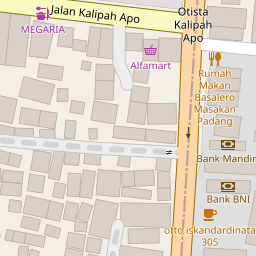 Jalan Kalipah Apo
Otista
Kalipah
Apo
MEGARIA
Alfamart
Rumah
Makan
Basalero
Masakan
Padang
Bank Mandiri
Bank BNI
otto iskandardinata
305